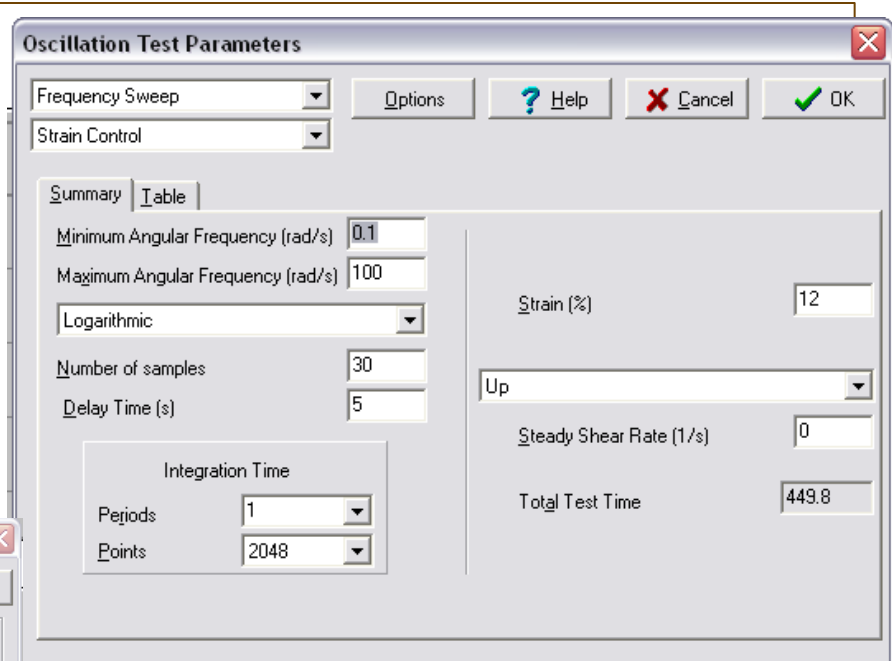 Oscillation Test Parameters
Frequency Sweep
Options
Help
Cancel
OK
Strain Control
Summary
Table
Minimum Angular Frequency (rad/s) 0.1
Maximum Angular Frequency (rad/s) 100
Logarithmic
Number of samples 30
Delay Time (s) 5
Integration Time
Periods 1
Points 2048
Strain (%) 12
Up
Steady Shear Rate (1/s) 0
Total Test Time 449.8